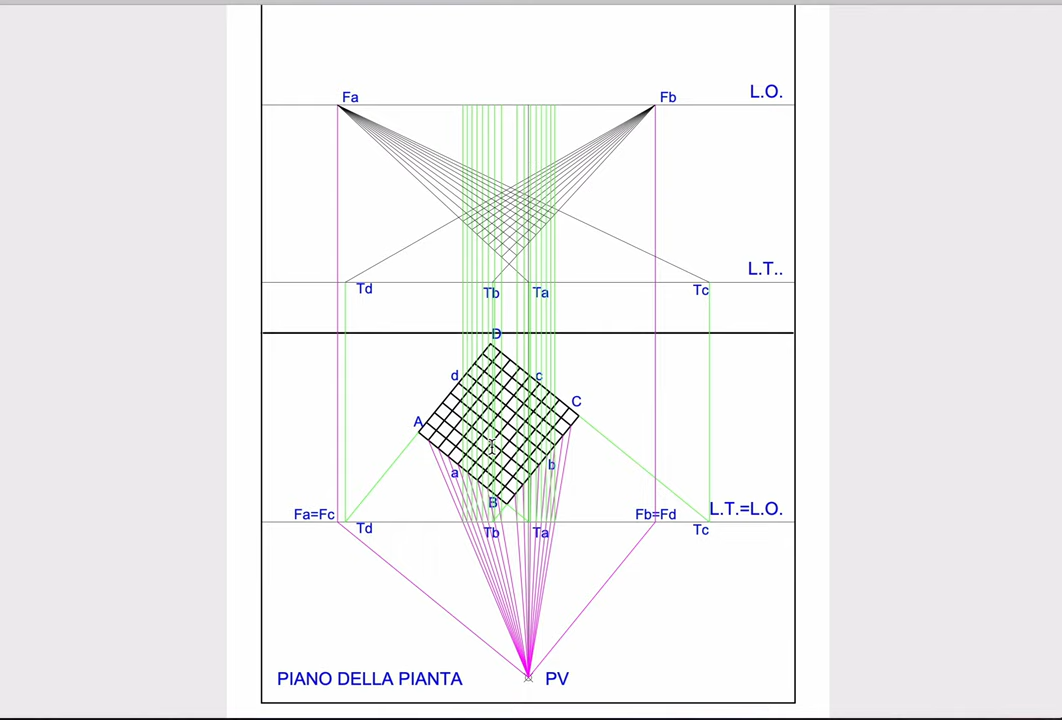 Fa
Fb
L.O.
L.T..
Td
Tb
Ta
Tc
D
d
c
C
A
a
b
B
Fa=Fc
Fb=Fd
L.T.=L.O.
Td
Tb
Ta
Tc
PIANO DELLA PIANTA
PV